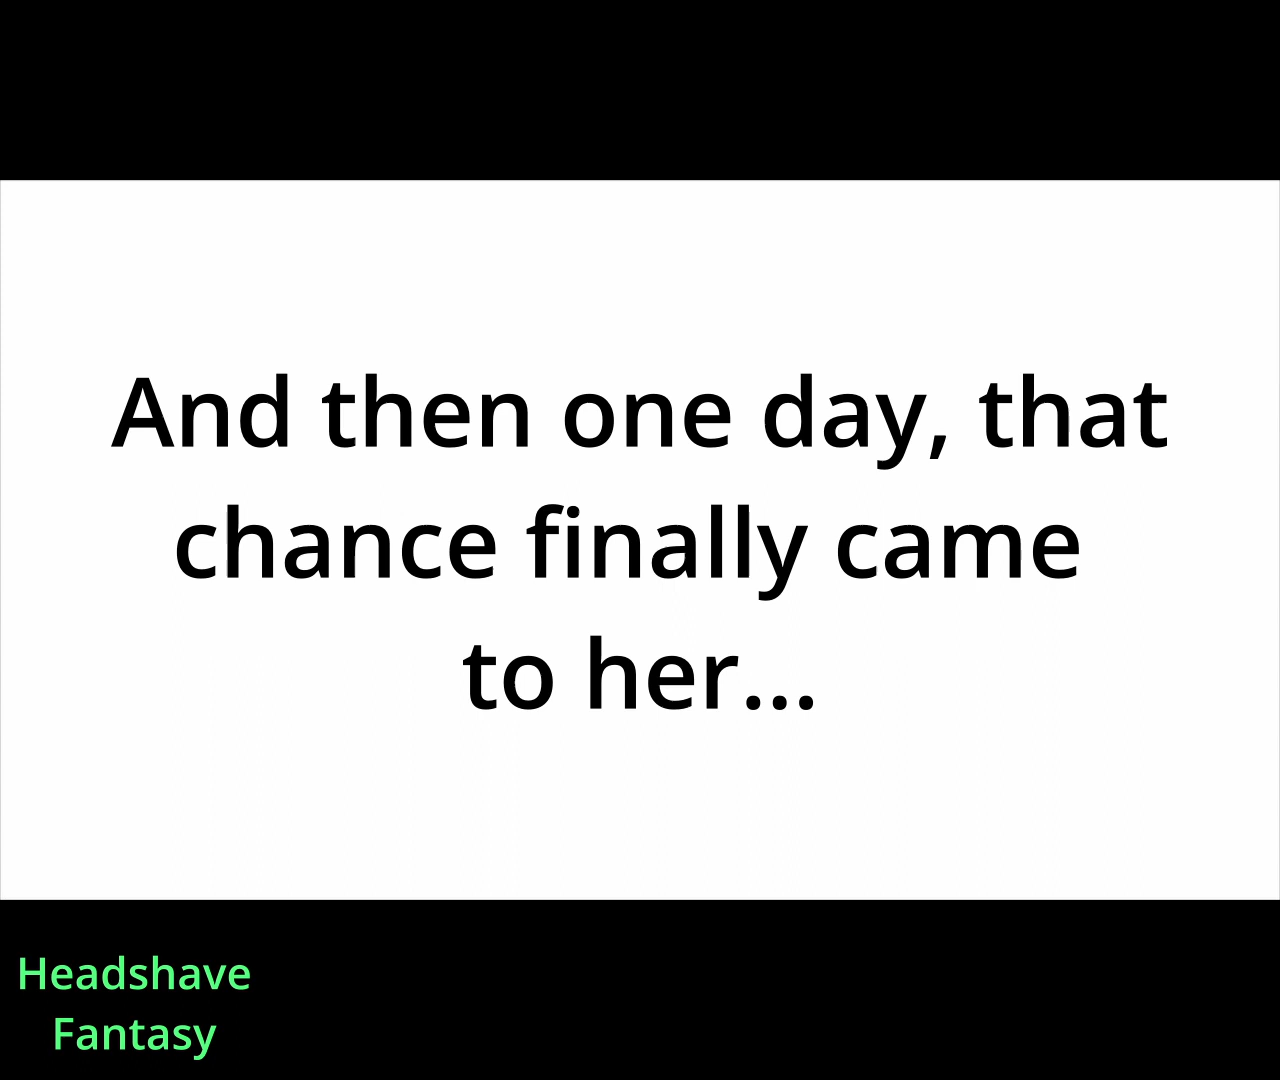 And then one day, that
chance finally came
to her...
Headshave
Fantasy